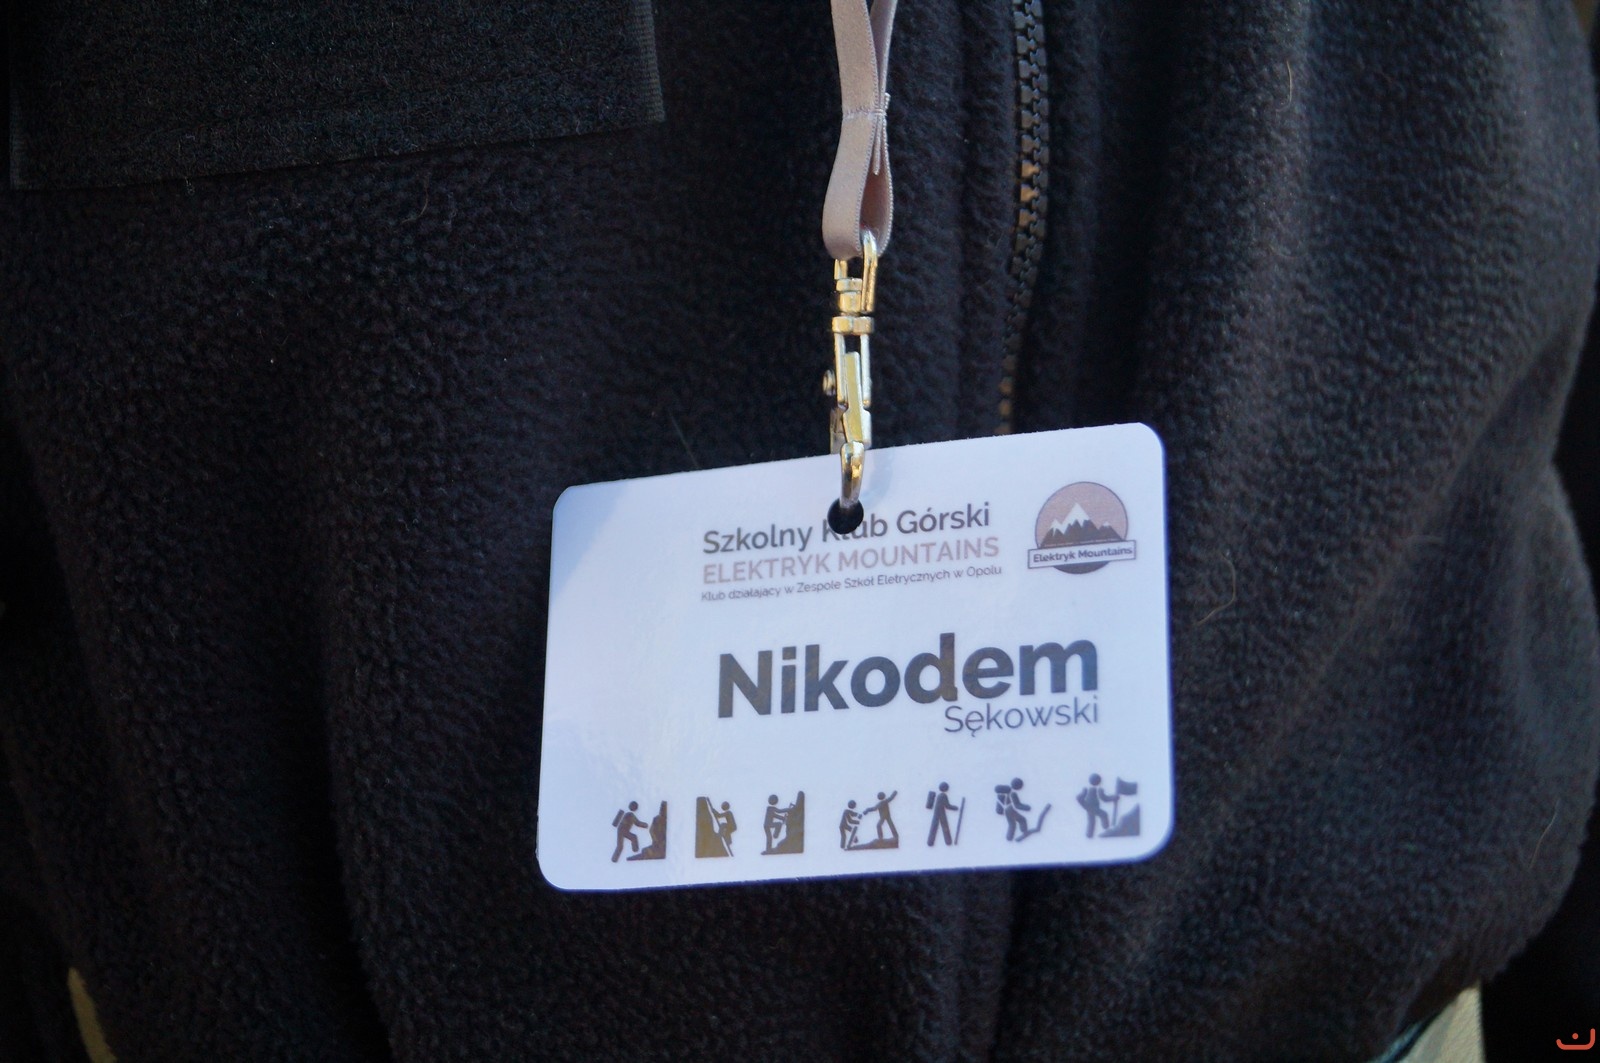 Szkolny Klub Górski
ELEKTRYK MOUNTAINS
Klub działający w Zespole Szkół Eletrycznych w Opolu
Elektryk Mountains
Nikodem
Sękowski